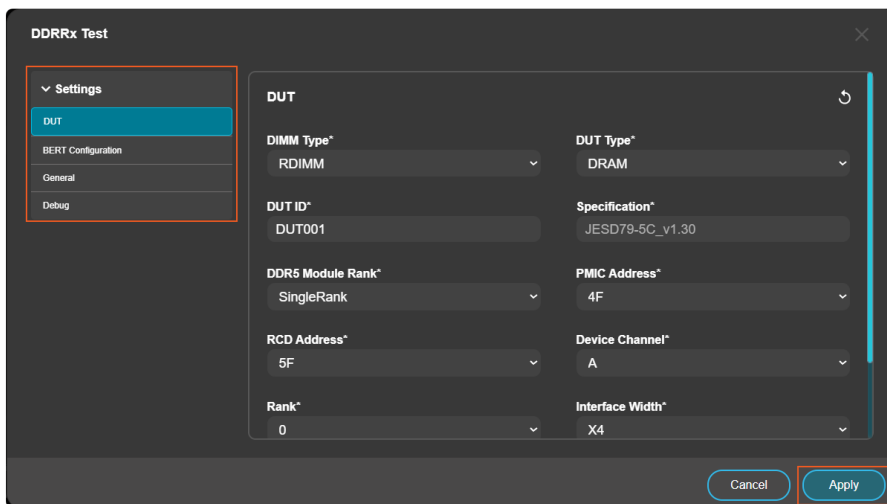 DDRRx Test
Settings
DUT
BERT Configuration
General
Debug
DUT
DIMM Type*
DUT Type*
RDIMM
DRAM
DUT ID*
Specification*
DUT001
JESD79-5C_v1.30
DDR5 Module Rank*
PMIC Address*
SingleRank
4F
RCD Address*
Device Channel*
5F
A
Rank*
Interface Width*
0
X4
Cancel
Apply